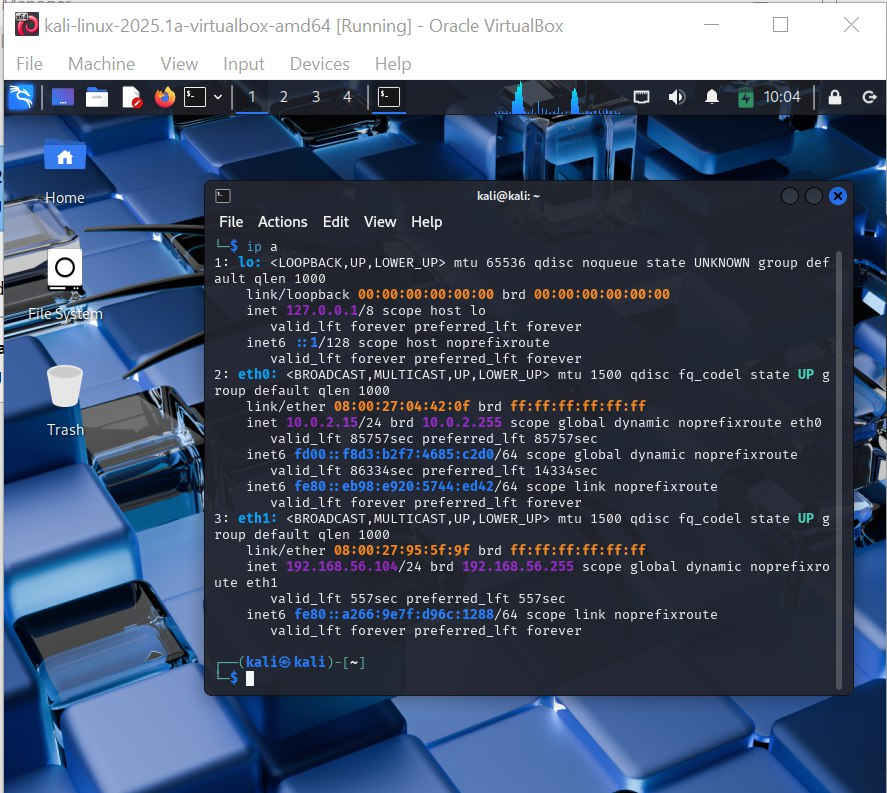 Manager
kali-linux-2025.1a-virtualbox-amd64 [Running] - Oracle VirtualBox
File Machine View Input Devices Help
1 2 3 4 10:04
Home
File System
Trash
kali@kali: ~
File Actions Edit View Help
└─$ ip a
1: lo: <LOOPBACK,UP,LOWER_UP> mtu 65536 qdisc noqueue state UNKNOWN group def
ault qlen 1000
    link/loopback 00:00:00:00:00:00 brd 00:00:00:00:00:00
    inet 127.0.0.1/8 scope host lo
       valid_lft forever preferred_lft forever
    inet6 ::1/128 scope host noprefixroute
       valid_lft forever preferred_lft forever
2: eth0: <BROADCAST,MULTICAST,UP,LOWER_UP> mtu 1500 qdisc fq_codel state UP g
roup default qlen 1000
    link/ether 08:00:27:04:42:0f brd ff:ff:ff:ff:ff:ff
    inet 10.0.2.15/24 brd 10.0.2.255 scope global dynamic noprefixroute eth0
       valid_lft 85757sec preferred_lft 85757sec
    inet6 fd00::f8d3:b2f7:4685:c2d0/64 scope global dynamic noprefixroute
       valid_lft 86334sec preferred_lft 14334sec
    inet6 fe80::eb98:e920:5744:ed42/64 scope link noprefixroute
       valid_lft forever preferred_lft forever
3: eth1: <BROADCAST,MULTICAST,UP,LOWER_UP> mtu 1500 qdisc fq_codel state UP g
roup default qlen 1000
    link/ether 08:00:27:95:5f:9f brd ff:ff:ff:ff:ff:ff
    inet 192.168.56.104/24 brd 192.168.56.255 scope global dynamic noprefixro
ute eth1
       valid_lft 557sec preferred_lft 557sec
    inet6 fe80::a266:9e7f:d96c:1288/64 scope link noprefixroute
       valid_lft forever preferred_lft forever
┌──(kali㉿kali)-[~]
└─$